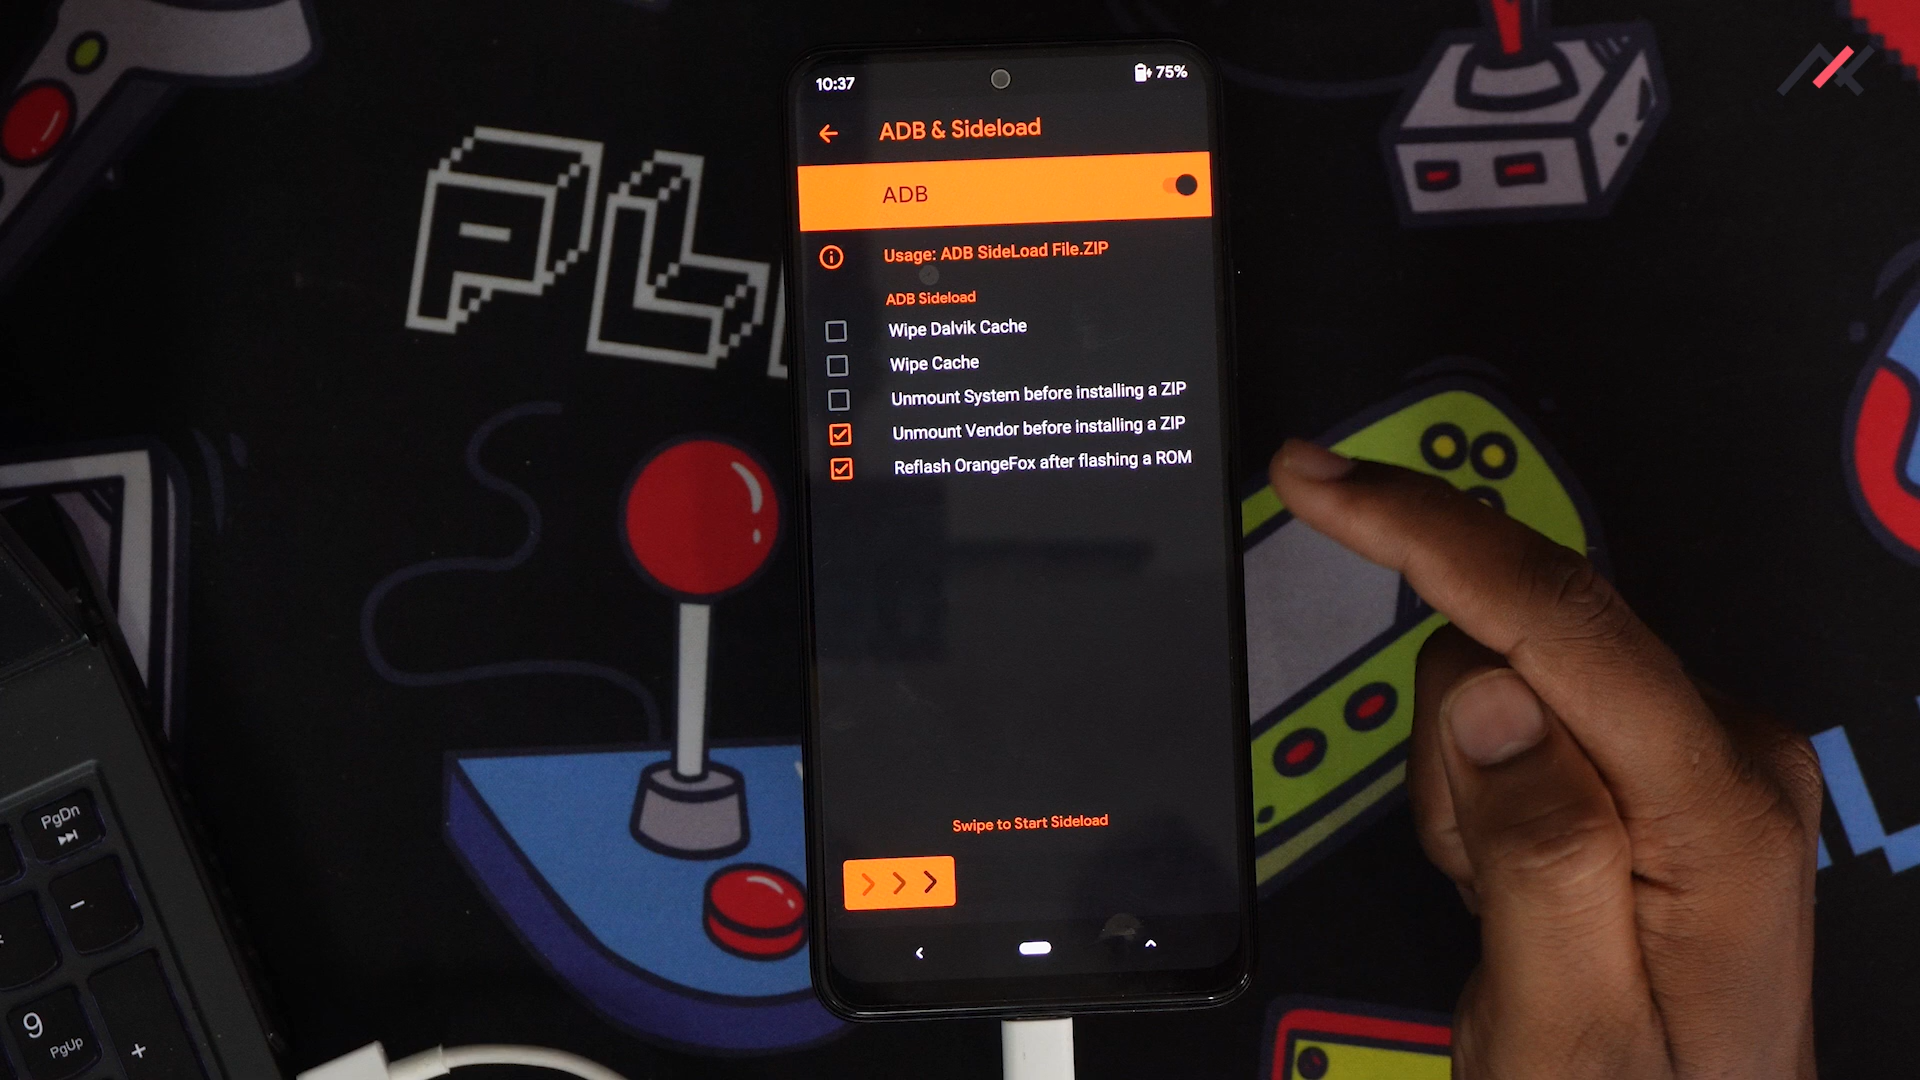 10:37
75%
ADB & Sideload
ADB
Usage: ADB SideLoad File.ZIP
ADB Sideload
Wipe Dalvik Cache
Wipe Cache
Unmount System before installing a ZIP
Unmount Vendor before installing a ZIP
Reflash OrangeFox after flashing a ROM
Swipe to Start Sideload
PL
PgDn
-
9
PgUp
+